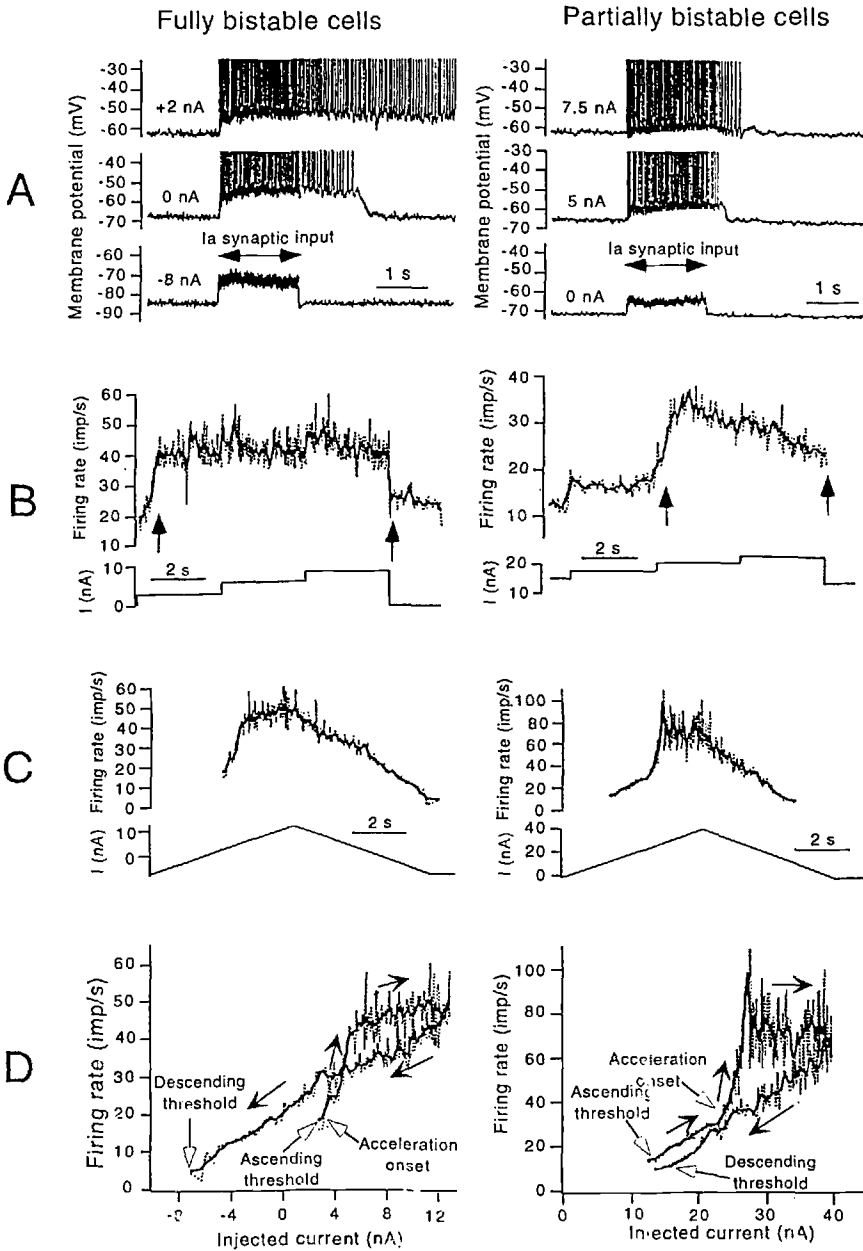 Fully bistable cells
Partially bistable cells
A
Membrane potential (mV)
-30
-40
-50
-60
+2 nA
-40
-50
-60
-70
0 nA
Ia synaptic input
-70
-80
-90
-8 nA
1 s
Membrane potential (mV)
-30
-40
-50
-60
-70
7.5 nA
-40
-50
-60
-70
5 nA
Ia synaptic input
-50
-60
-70
0 nA
1 s
B
Firing rate (imp/s)
60
50
40
30
20
10
I (nA)
10
0
2 s
Firing rate (imp/s)
40
30
20
10
I (nA)
20
10
2 s
C
Firing rate (imp/s)
60
50
40
30
20
10
0
I (nA)
10
0
2 s
Firing rate (imp/s)
100
80
60
40
20
0
I (nA)
40
20
0
2 s
D
Firing rate (imp/s)
60
50
40
30
20
10
0
Descending
threshold
Ascending
threshold
Acceleration
onset
-4
0
4
8
12
Injected current (nA)
Firing rate (imp/s)
100
80
60
40
20
0
Acceleration
onset
Ascending
threshold
Descending
threshold
0
10
20
30
40
Injected current (nA)